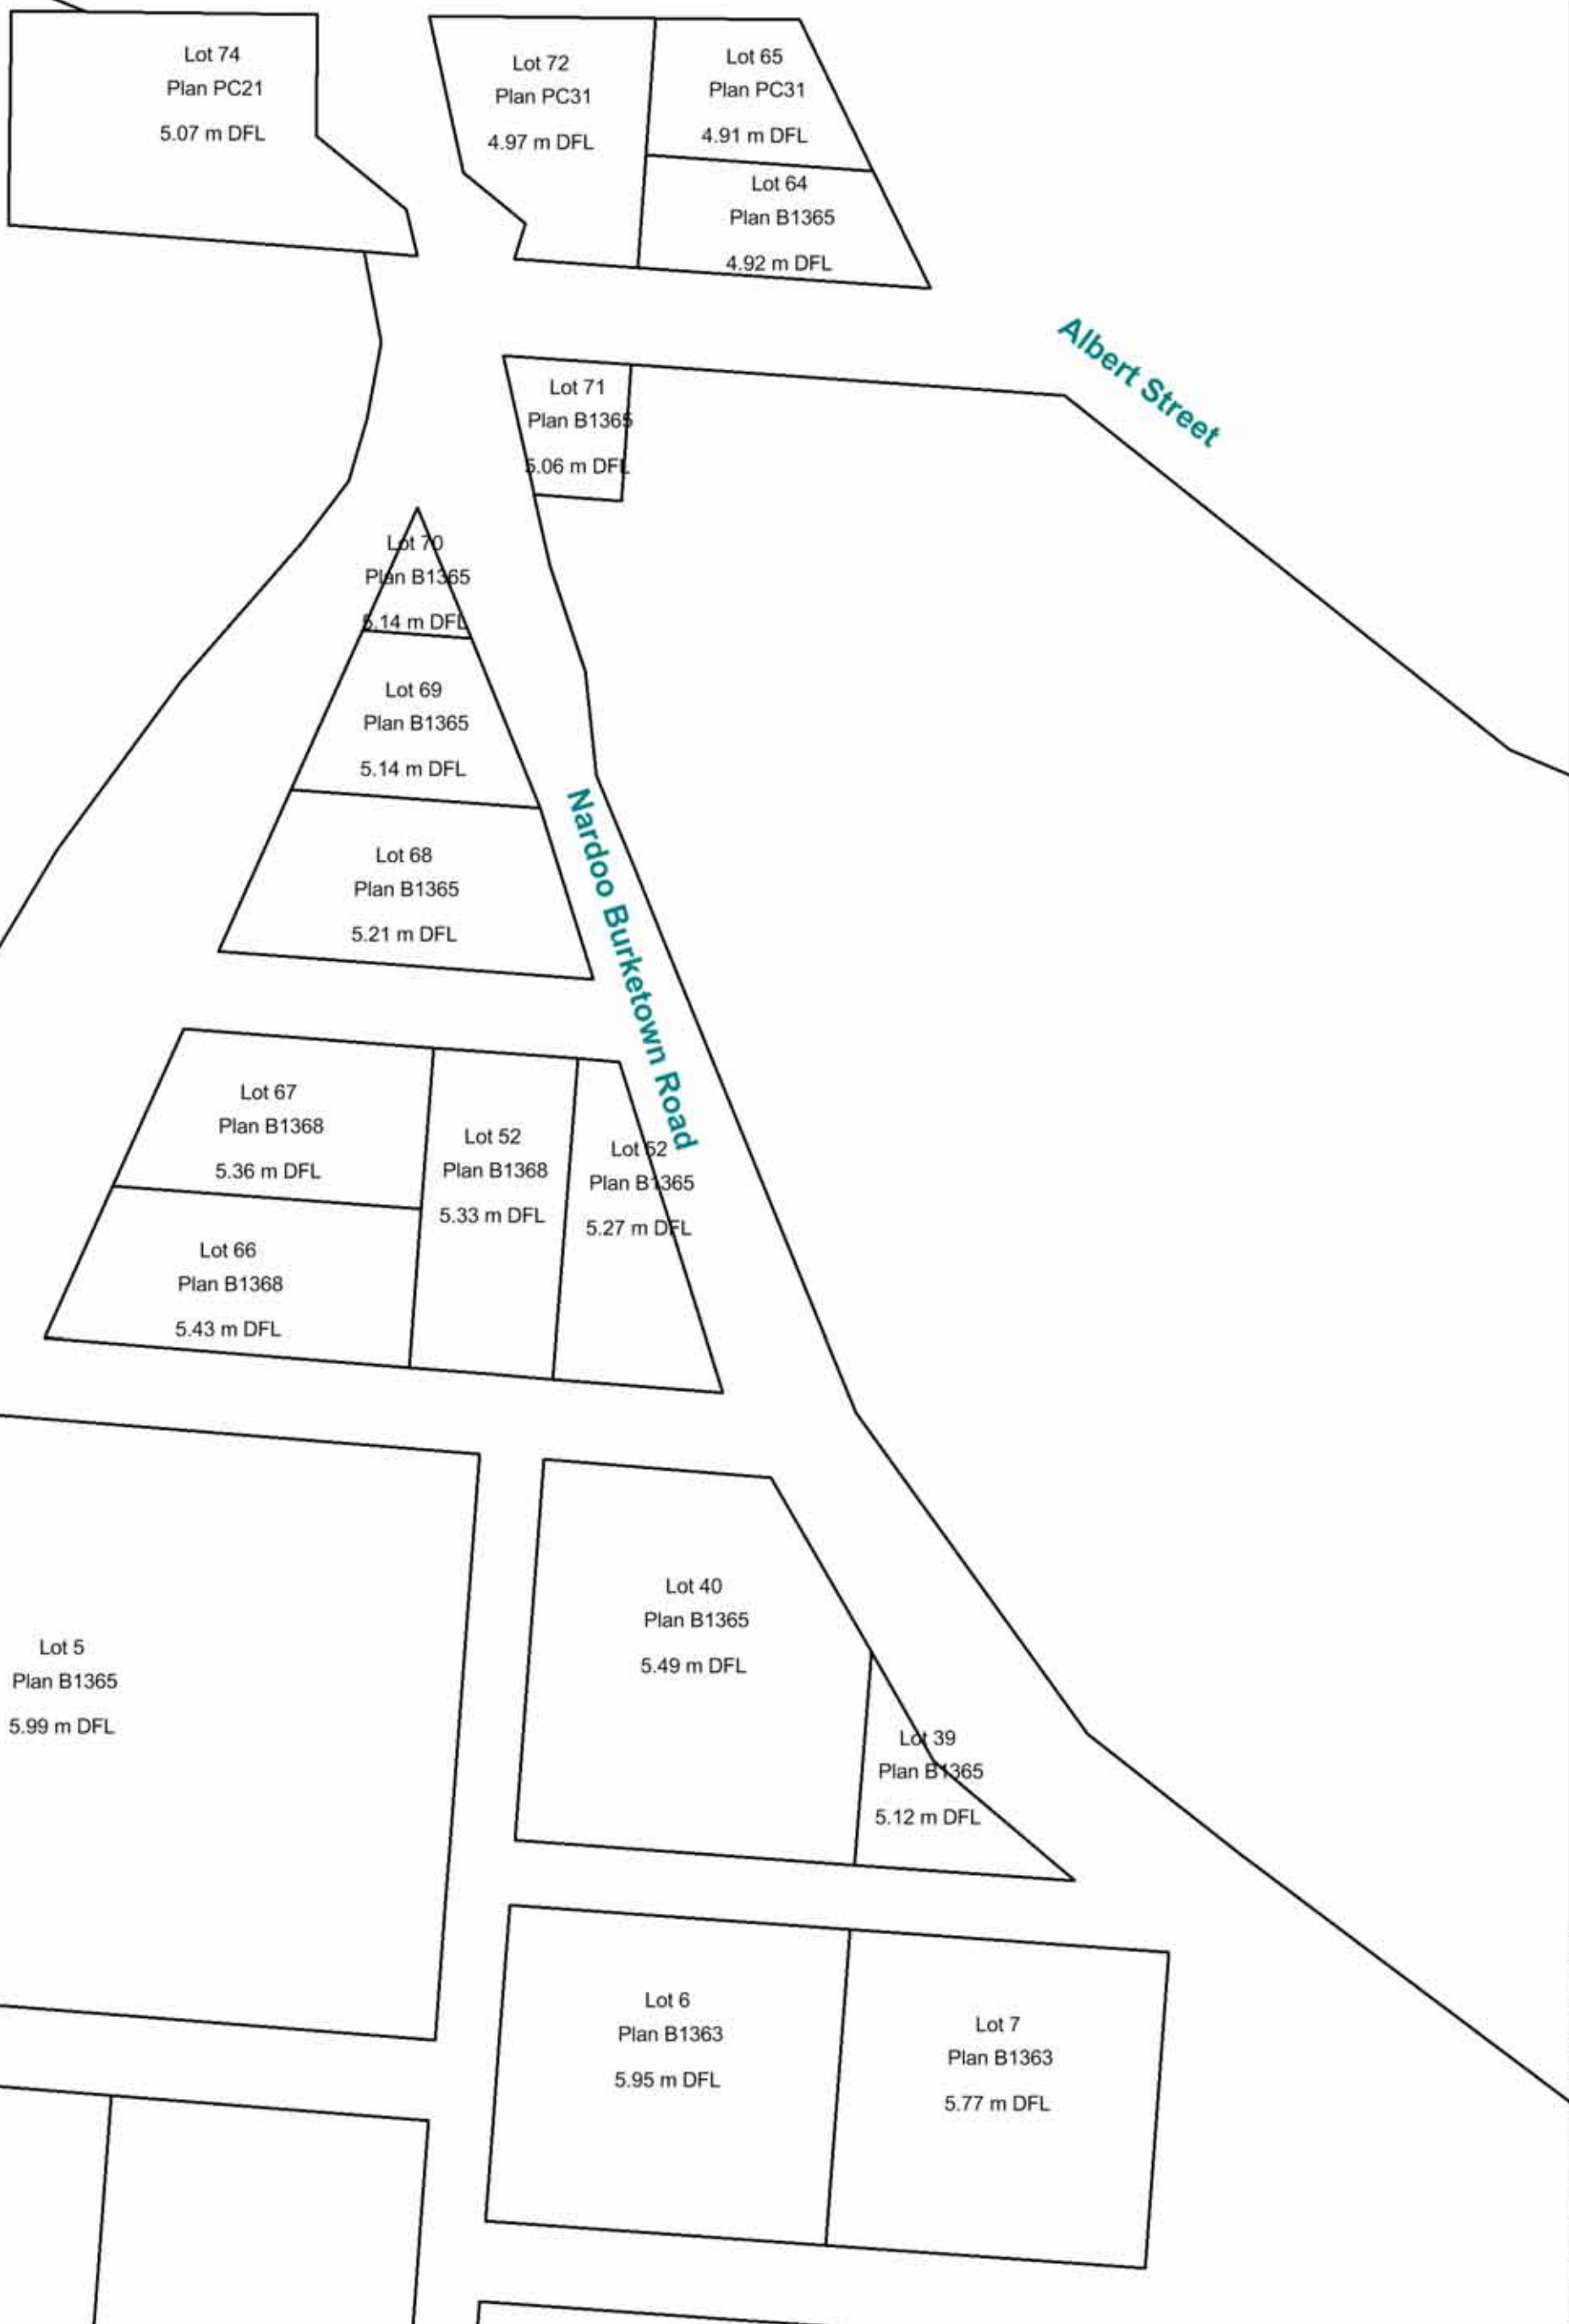 Lot 74
Plan PC21
5.07 m DFL
Lot 72
Plan PC31
4.97 m DFL
Lot 65
Plan PC31
4.91 m DFL
Lot 64
Plan B1365
4.92 m DFL
Albert Street
Lot 71
Plan B1365
5.06 m DFL
Lot 70
Plan B1365
5.14 m DFL
Lot 69
Plan B1365
5.14 m DFL
Lot 68
Plan B1365
5.21 m DFL
Nardoo Burketown Road
Lot 67
Plan B1368
5.36 m DFL
Lot 52
Plan B1368
5.33 m DFL
Lot 52
Plan B1365
5.27 m DFL
Lot 66
Plan B1368
5.43 m DFL
Lot 40
Plan B1365
5.49 m DFL
Lot 5
Plan B1365
5.99 m DFL
Lot 39
Plan B1365
5.12 m DFL
Lot 6
Plan B1363
5.95 m DFL
Lot 7
Plan B1363
5.77 m DFL